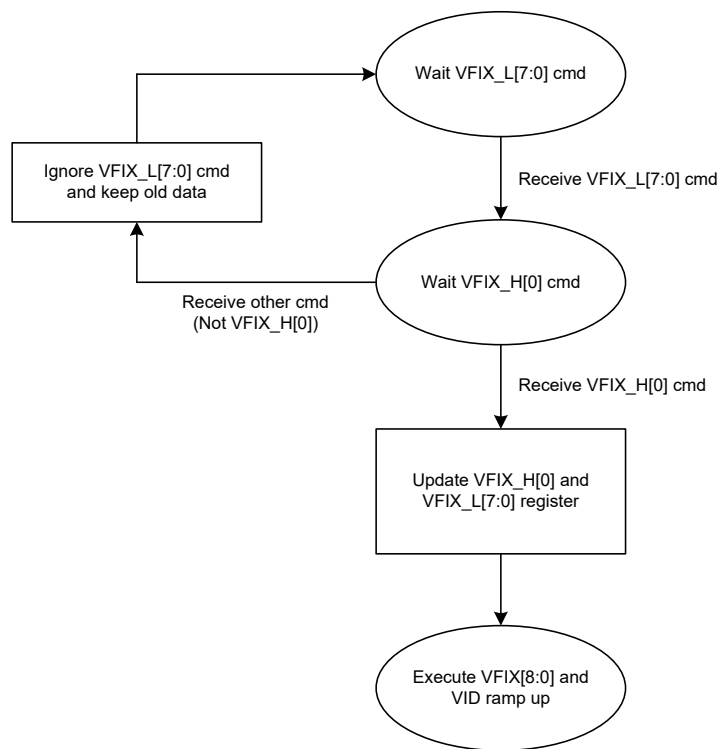 Wait VFIX_L[7:0] cmd
Ignore VFIX_L[7:0] cmd
and keep old data
Receive VFIX_L[7:0] cmd
Wait VFIX_H[0] cmd
Receive other cmd
(Not VFIX_H[0])
Receive VFIX_H[0] cmd
Update VFIX_H[0] and
VFIX_L[7:0] register
Execute VFIX[8:0] and
VID ramp up